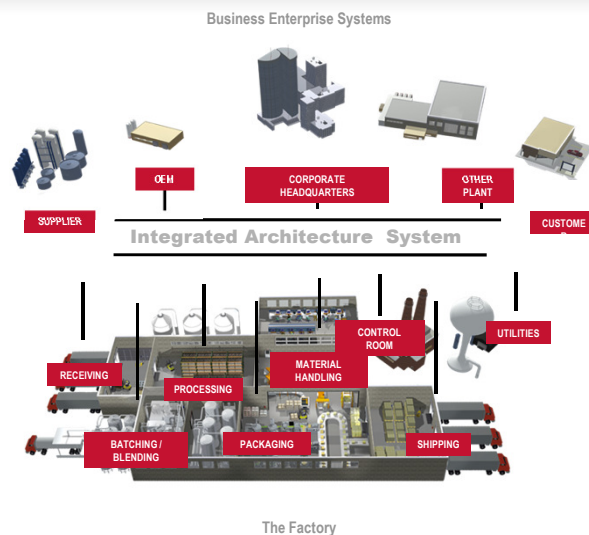 Business Enterprise Systems
OEM
CORPORATE
HEADQUARTERS
OTHER
PLANT
SUPPLIER
CUSTOME
Integrated Architecture System
CONTROL
ROOM
UTILITIES
MATERIAL
HANDLING
RECEIVING
PROCESSING
BATCHING /
BLENDING
PACKAGING
SHIPPING
The Factory